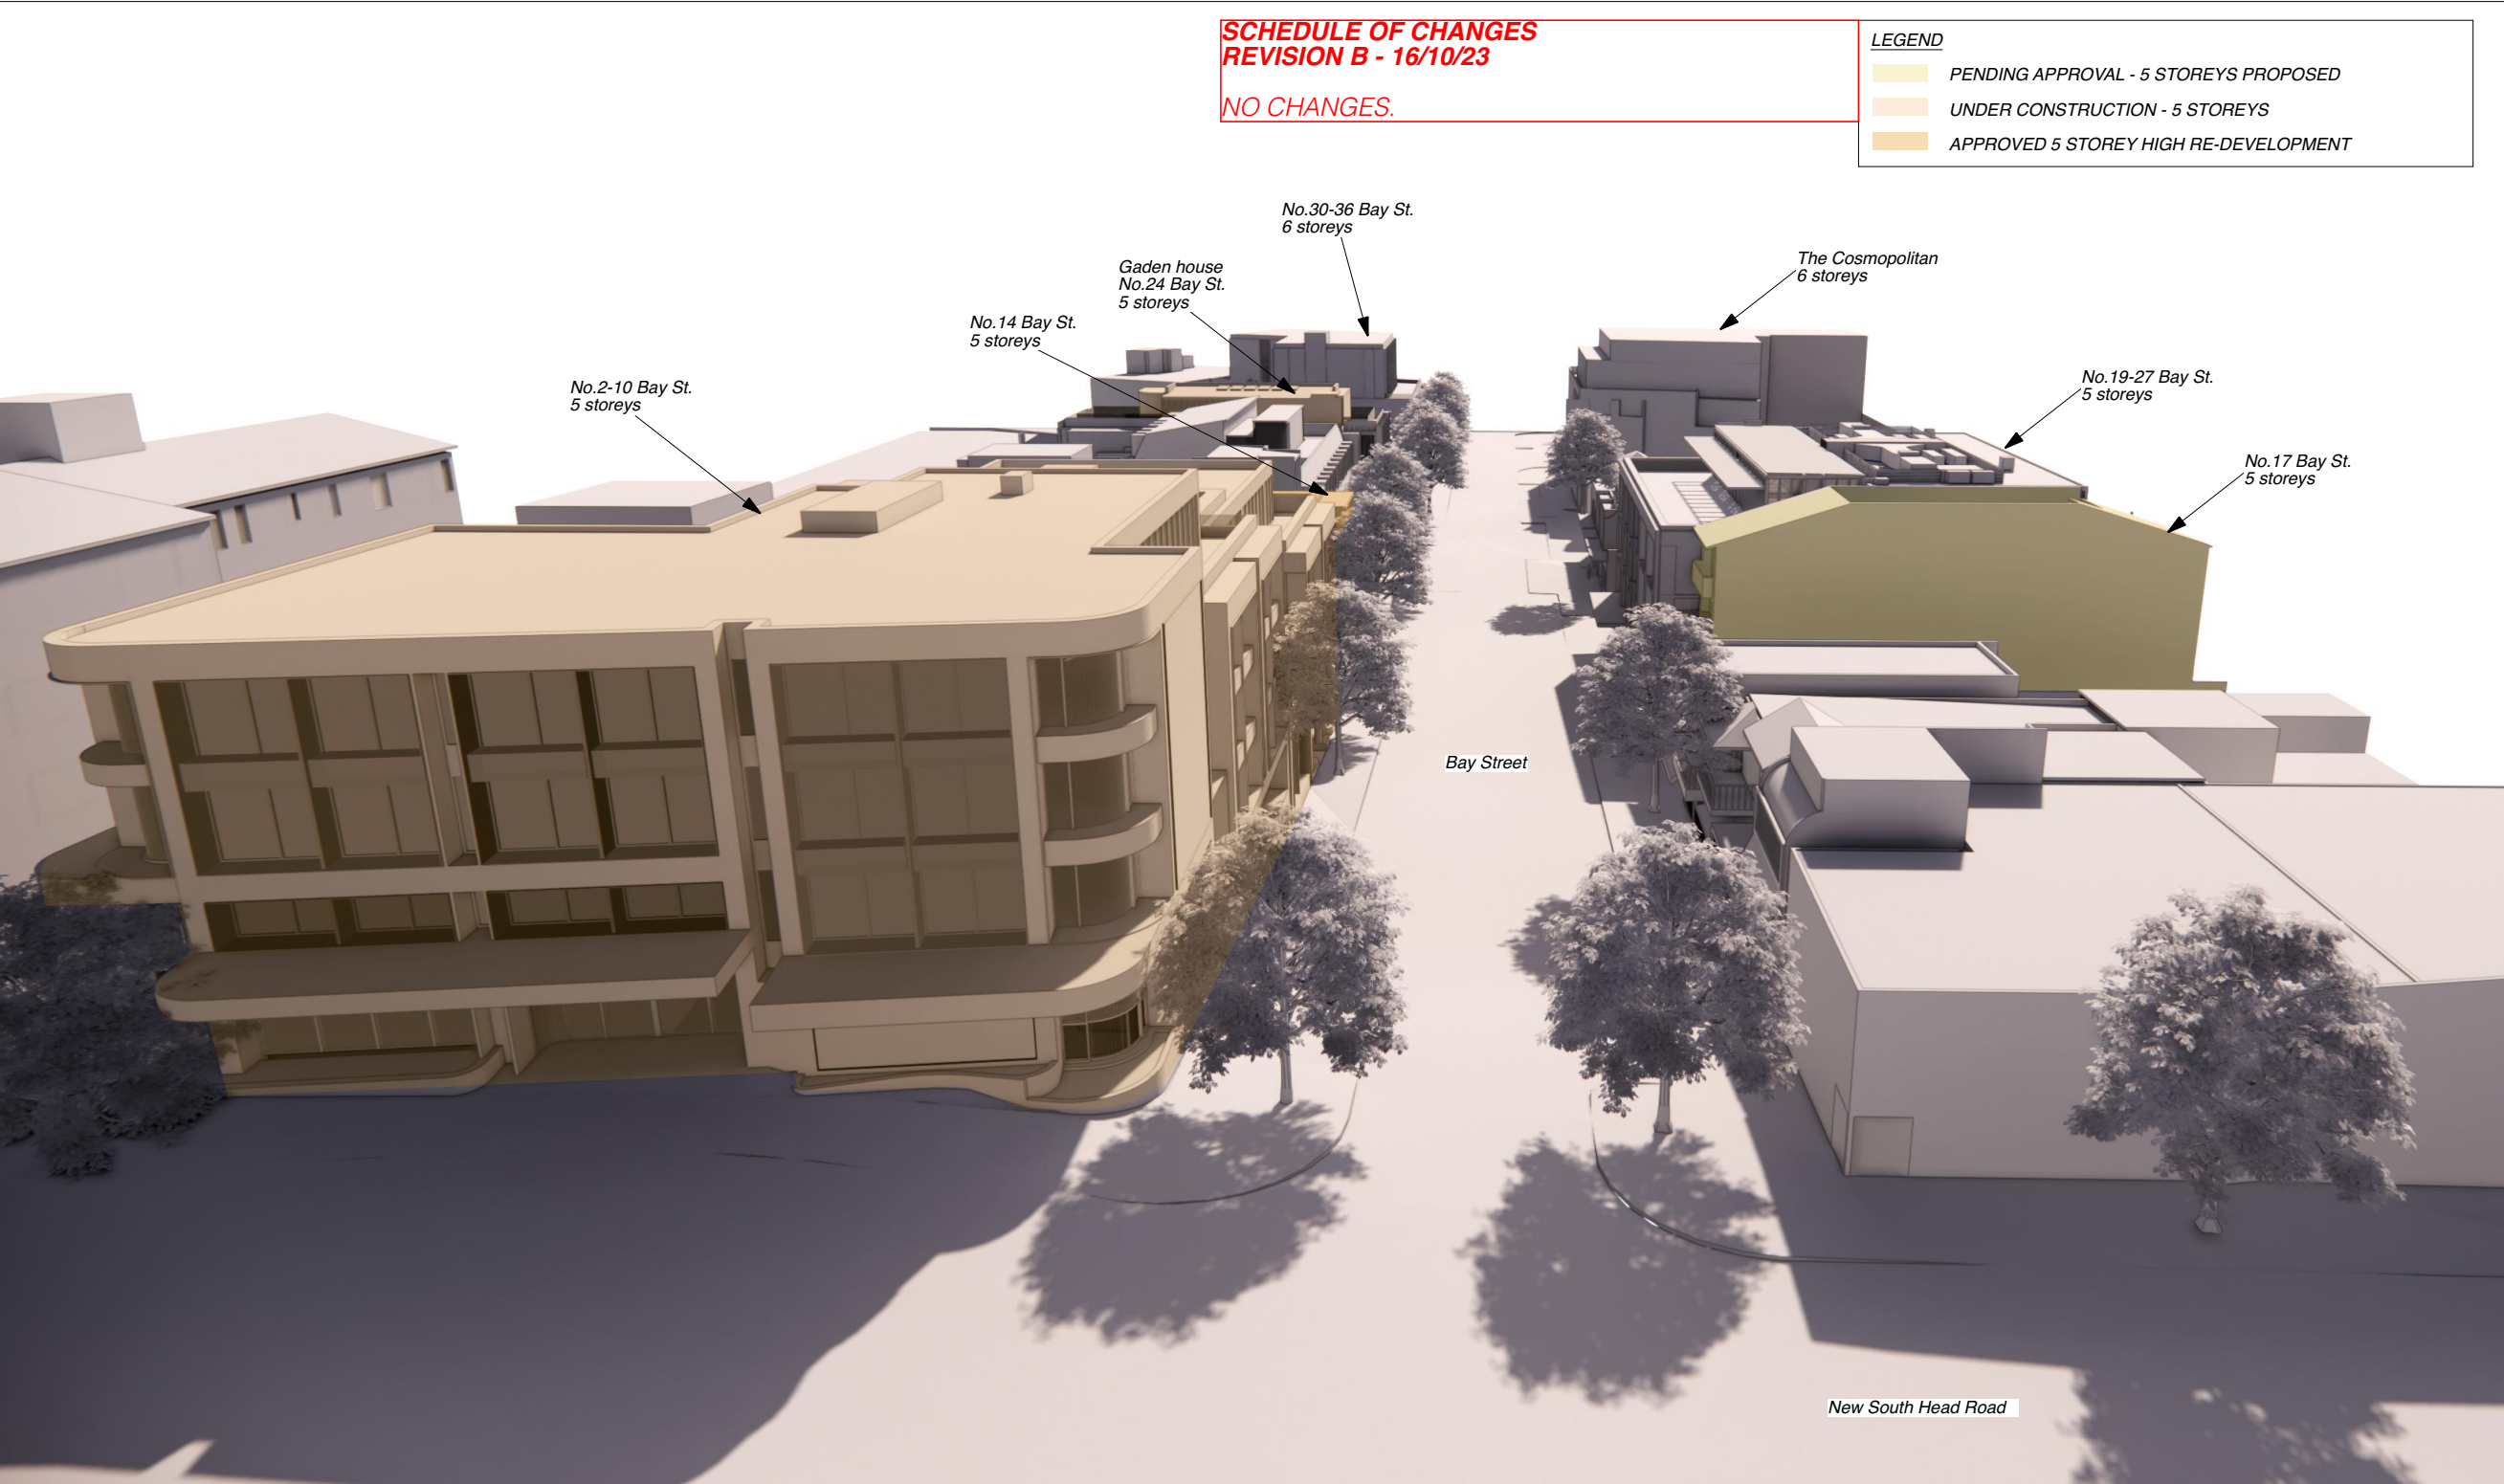 SCHEDULE OF CHANGES
REVISION B - 16/10/23
NO CHANGES.
LEGEND
PENDING APPROVAL - 5 STOREYS PROPOSED
UNDER CONSTRUCTION - 5 STOREYS
APPROVED 5 STOREY HIGH RE-DEVELOPMENT
No.30-36 Bay St.
6 storeys
The Cosmopolitan
6 storeys
Gaden house
No.24 Bay St.
5 storeys
No.14 Bay St.
5 storeys
No.2-10 Bay St.
5 storeys
No.19-27 Bay St.
5 storeys
No.17 Bay St.
5 storeys
Bay Street
New South Head Road